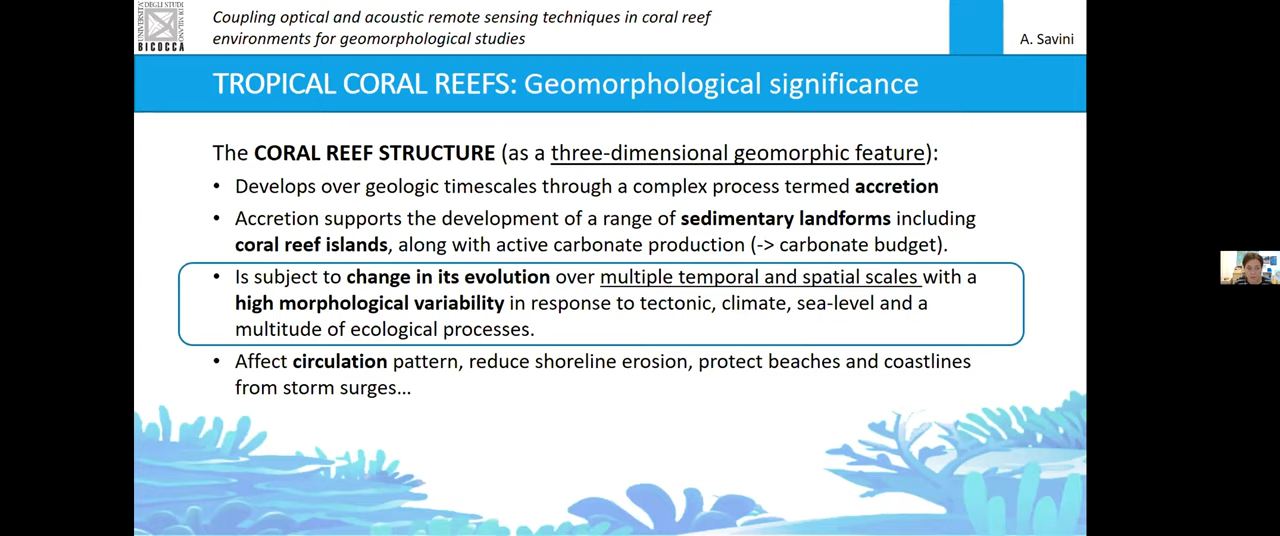 UNIVERSITÀ
DEGLI STUDI
DI MILANO
BICOCCA
Coupling optical and acoustic remote sensing techniques in coral reef
environments for geomorphological studies
A. Savini
TROPICAL CORAL REEFS: Geomorphological significance
The CORAL REEF STRUCTURE (as a three-dimensional geomorphic feature):
• Develops over geologic timescales through a complex process termed accretion
• Accretion supports the development of a range of sedimentary landforms including
coral reef islands, along with active carbonate production (-> carbonate budget).
• Is subject to change in its evolution over multiple temporal and spatial scales with a
high morphological variability in response to tectonic, climate, sea-level and a
multitude of ecological processes.
• Affect circulation pattern, reduce shoreline erosion, protect beaches and coastlines
from storm surges…